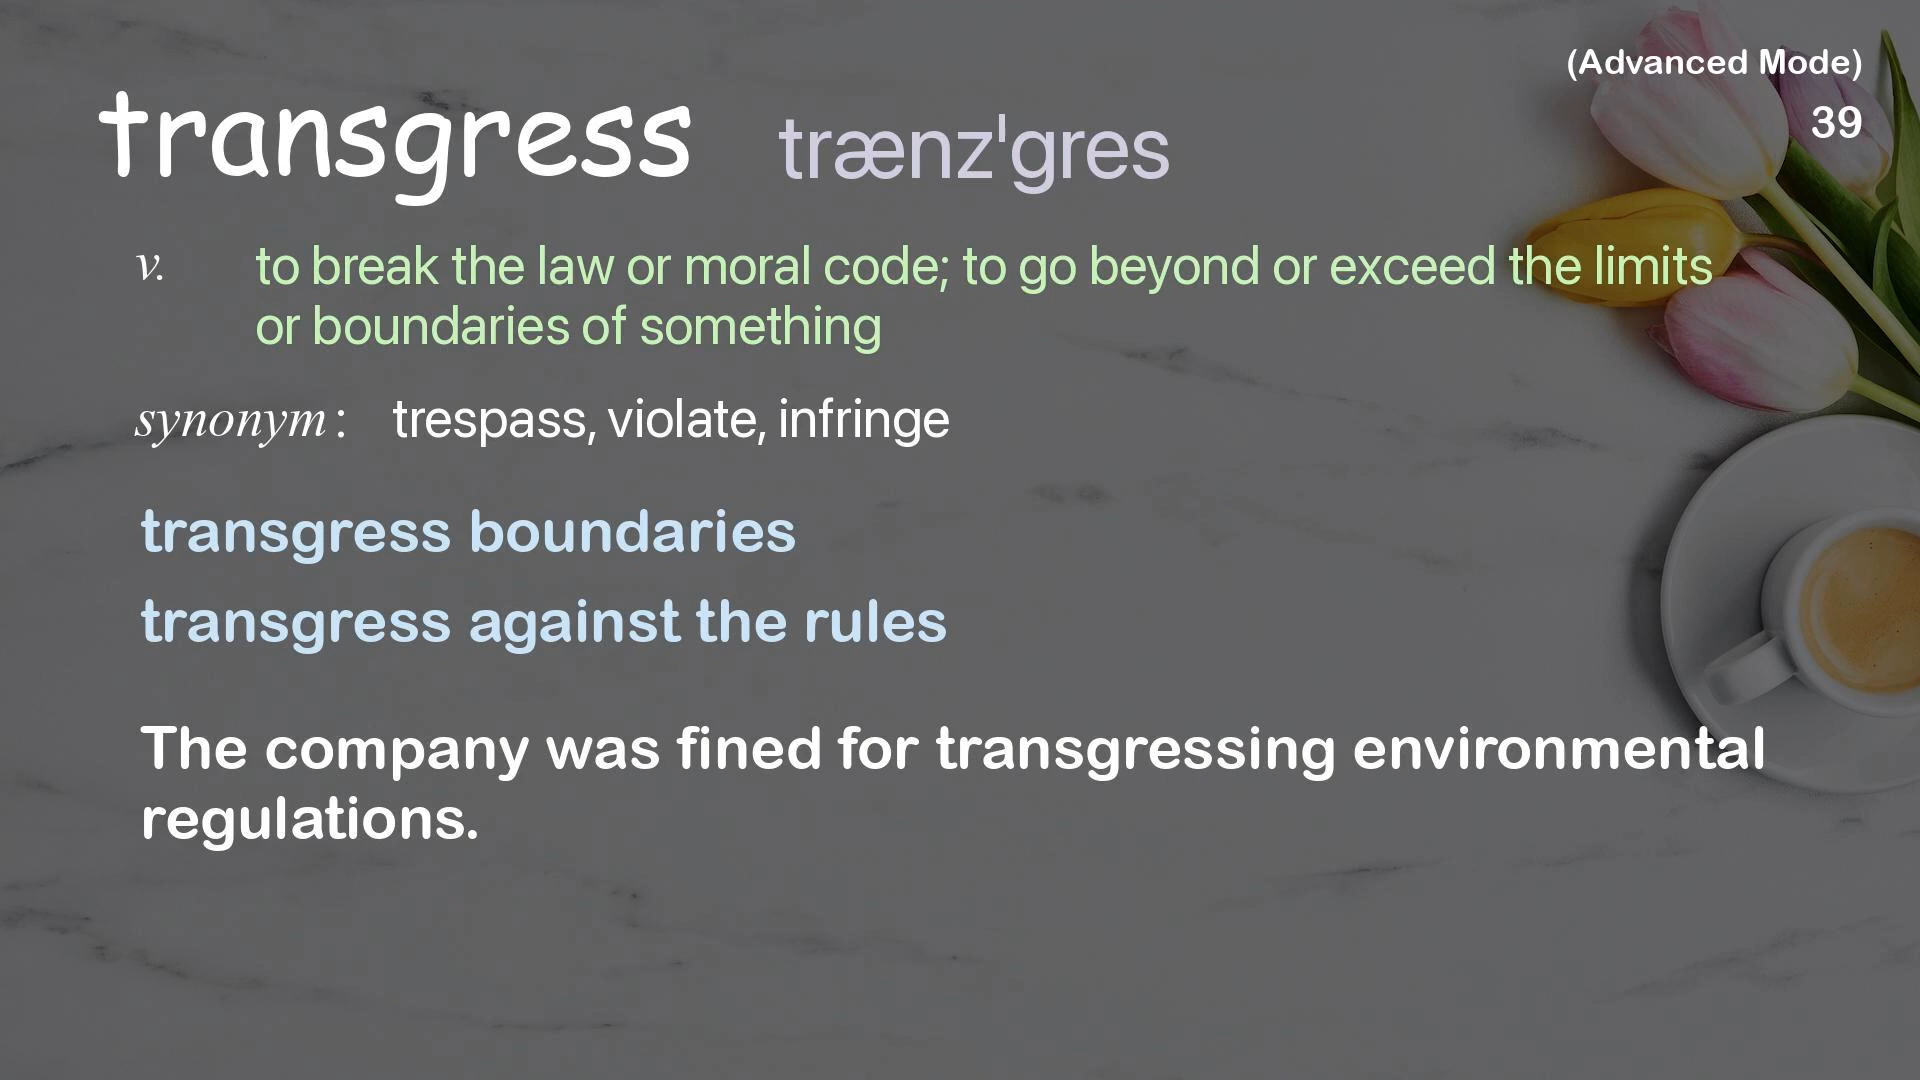 (Advanced Mode)
transgress trænzˈgres
39
v. to break the law or moral code; to go beyond or exceed the limits
or boundaries of something
synonym : trespass, violate, infringe
transgress boundaries
transgress against the rules
The company was fined for transgressing environmental
regulations.